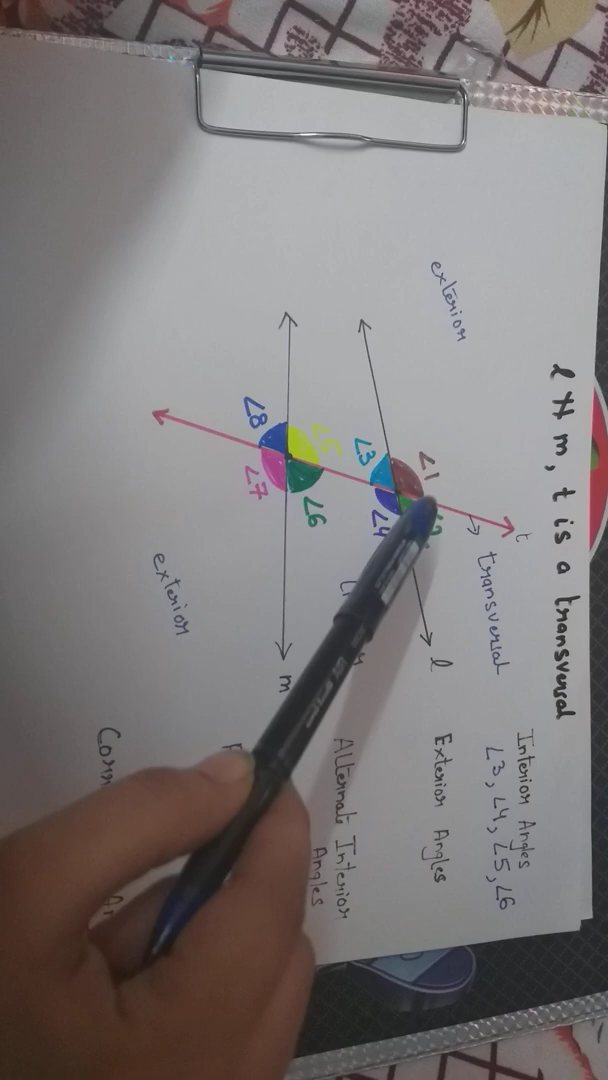 l ∦ m, t is a transversal
t
transversal
exterior
∠1
∠3
∠4
l
∠5
∠6
∠8
∠7
m
exterior
Interior Angles
∠3, ∠4, ∠5, ∠6
Exterior Angles
Alternate Interior
Angles